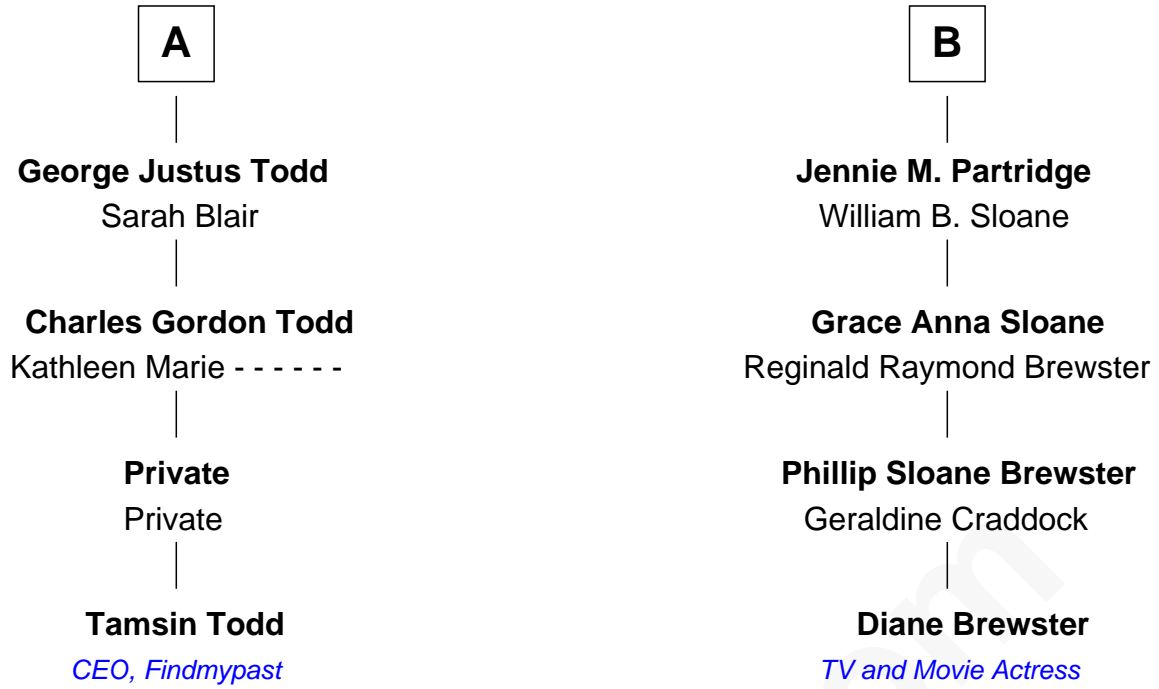 A
George Justus Todd
Sarah Blair
Charles Gordon Todd
Kathleen Marie - - - - - -
Private
Private
Tamsin Todd
CEO, Findmypast
B
Jennie M. Partridge
William B. Sloane
Grace Anna Sloane
Reginald Raymond Brewster
Phillip Sloane Brewster
Geraldine Craddock
Diane Brewster
TV and Movie Actress
om